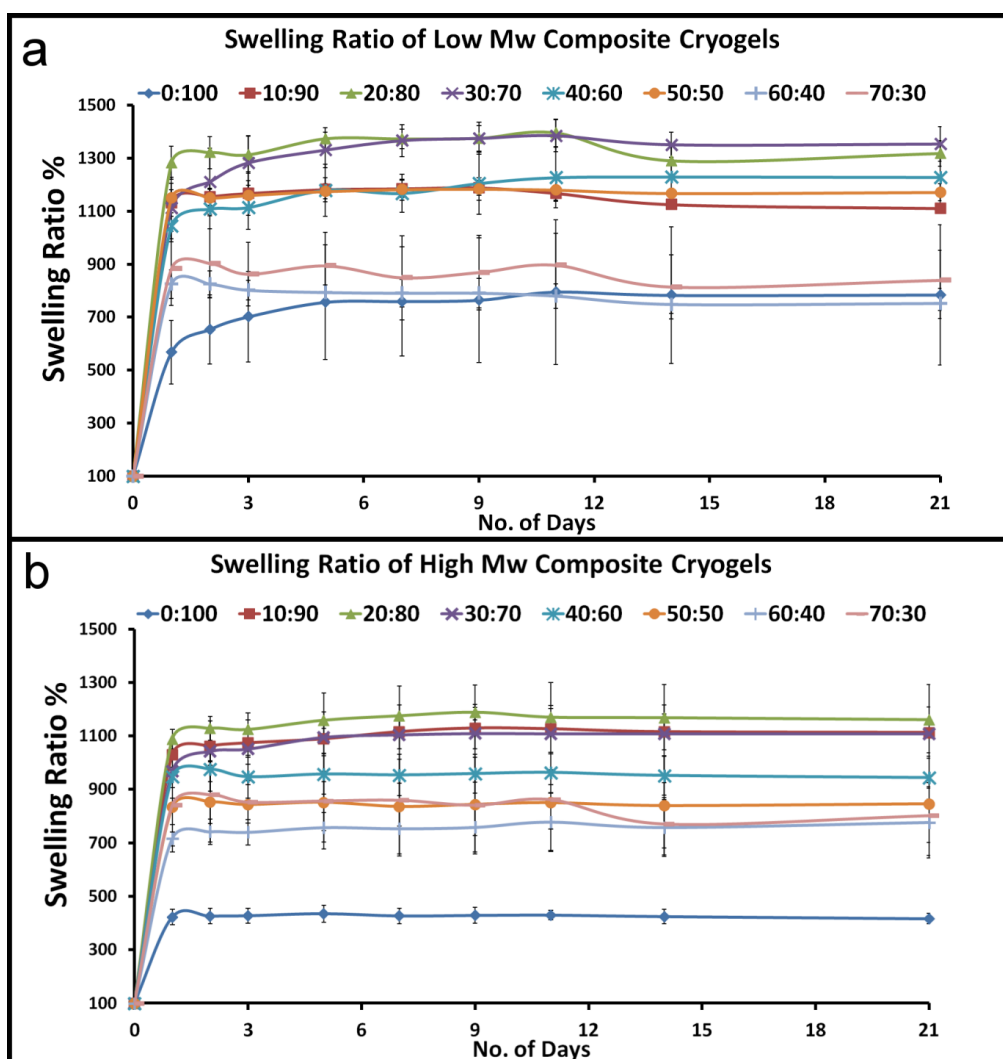 a
Swelling Ratio of Low Mw Composite Cryogels
0:100 10:90 20:80 30:70 40:60 50:50 60:40 70:30
Swelling Ratio %
1500
1300
1100
900
700
500
300
100
0 3 6 9 12 15 18 21
No. of Days
b
Swelling Ratio of High Mw Composite Cryogels
0:100 10:90 20:80 30:70 40:60 50:50 60:40 70:30
Swelling Ratio %
1500
1300
1100
900
700
500
300
100
0 3 6 9 12 15 18 21
No. of Days